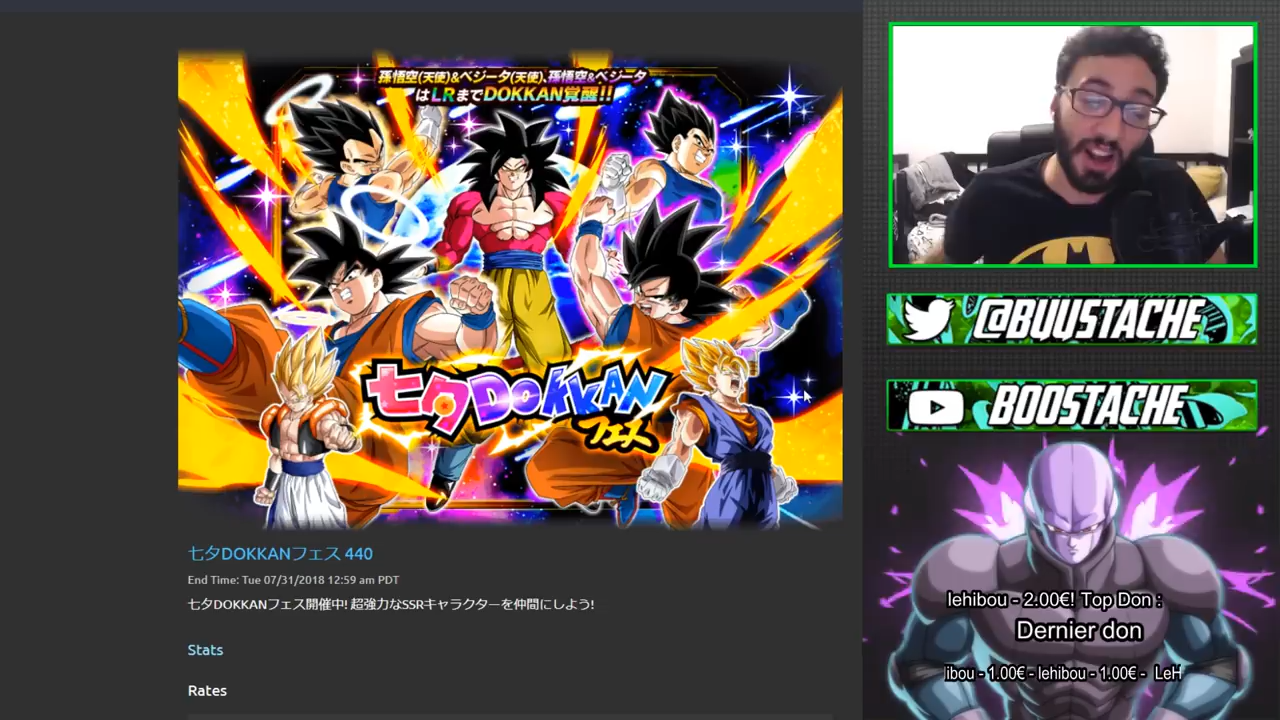 孫悟空(天使)&ベジータ(天使)、孫悟空&ベジータ
はLRまでDOKKAN覚醒!!
七夕DOKKAN
フェス
七夕DOKKANフェス 440
End Time: Tue 07/31/2018 12:59 am PDT
七夕DOKKANフェス開催中! 超強力なSSRキャラクターを仲間にしよう!
Stats
Rates
@BUUSTACHE
BOOSTACHE
lehibou - 2.00€! Top Don :
Dernier don
ibou - 1.00€ - lehibou - 1.00€ - LeH